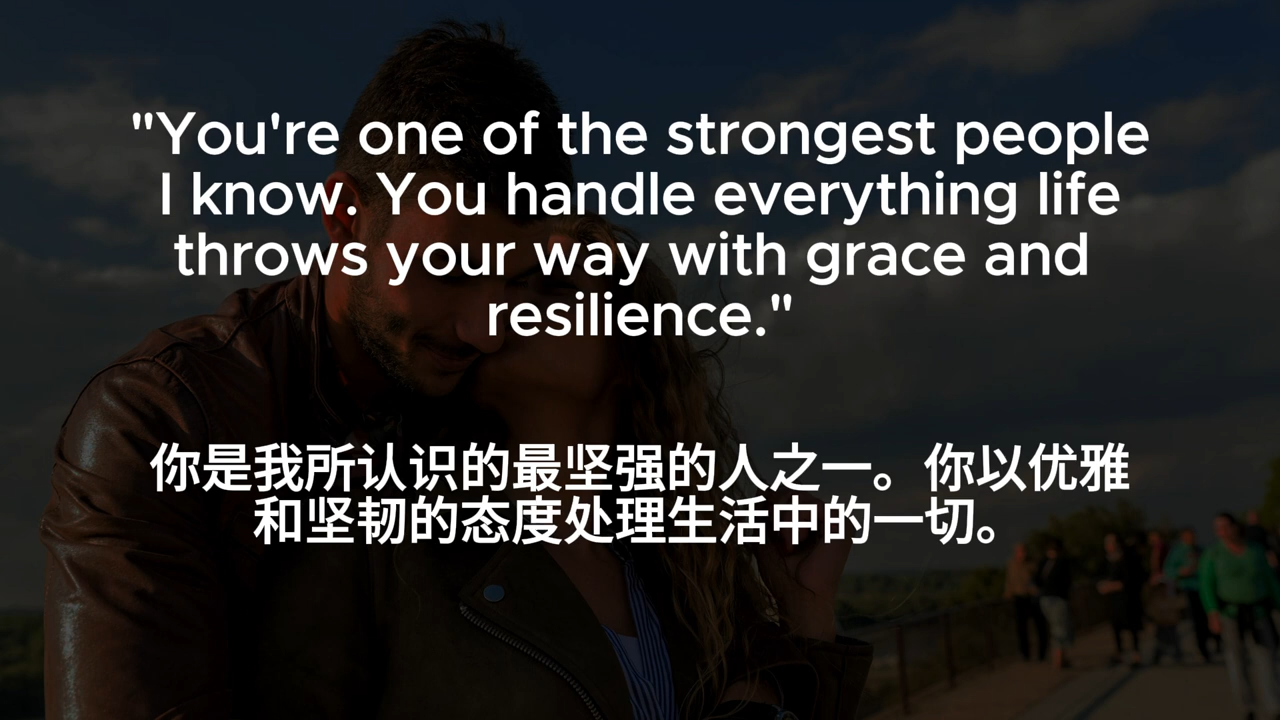 "You're one of the strongest people
I know. You handle everything life
throws your way with grace and
resilience."
你是我所认识的最坚强的人之一。你以优雅
和坚韧的态度处理生活中的一切。